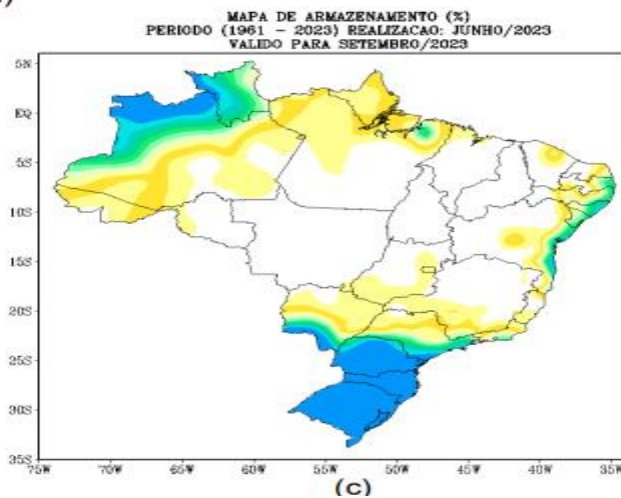 MAPA DE ARMAZENAMENTO (%)
PERIODO (1961 - 2023) REALIZACAO: JUNHO/2023
VALIDO PARA SETEMBRO/2023
5N
EQ
5S
10S
15S
20S
25S
30S
35S
75W 70W 65W 60W 55W 50W 45W 40W 35W
(c)